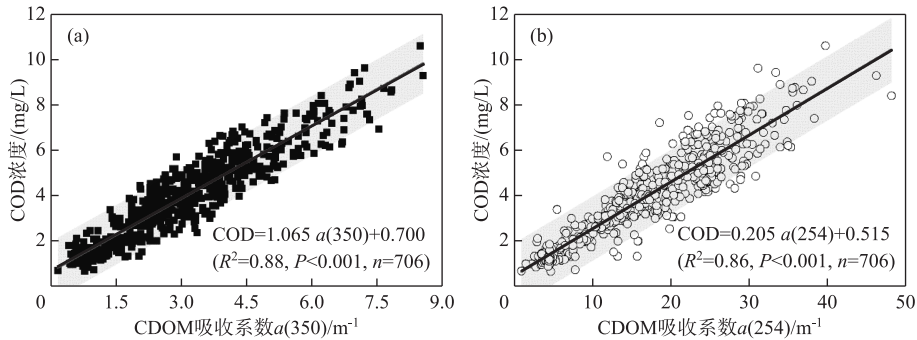 (a)
12
10
8
6
4
2
0
COD浓度/(mg/L)
COD=1.065 a(350)+0.700
(R²=0.88, P<0.001, n=706)
1.5 3.0 4.5 6.0 7.5 9.0
CDOM吸收系数a(350)/m⁻¹
(b)
12
10
8
6
4
2
0
COD浓度/(mg/L)
COD=0.205 a(254)+0.515
(R²=0.86, P<0.001, n=706)
10 20 30 40 50
CDOM吸收系数a(254)/m⁻¹